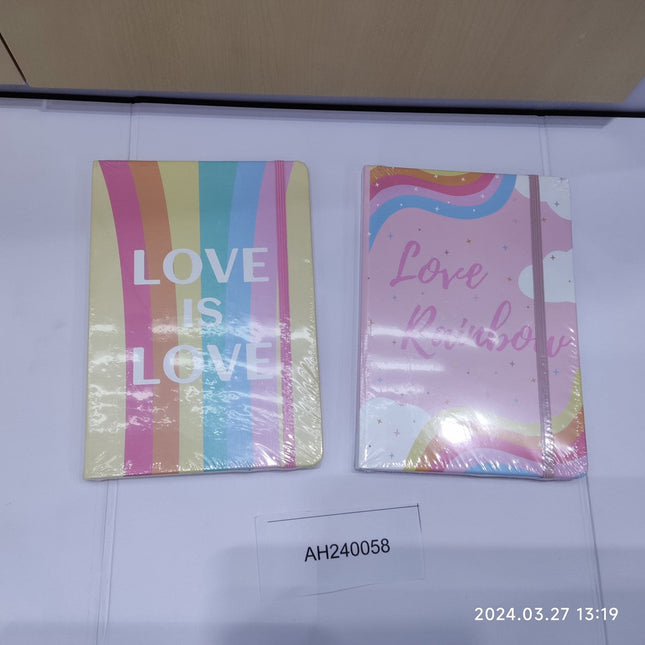 LOVE
IS
LOVE
Love
Rainbow
AH240058
2024.03.27 13:19